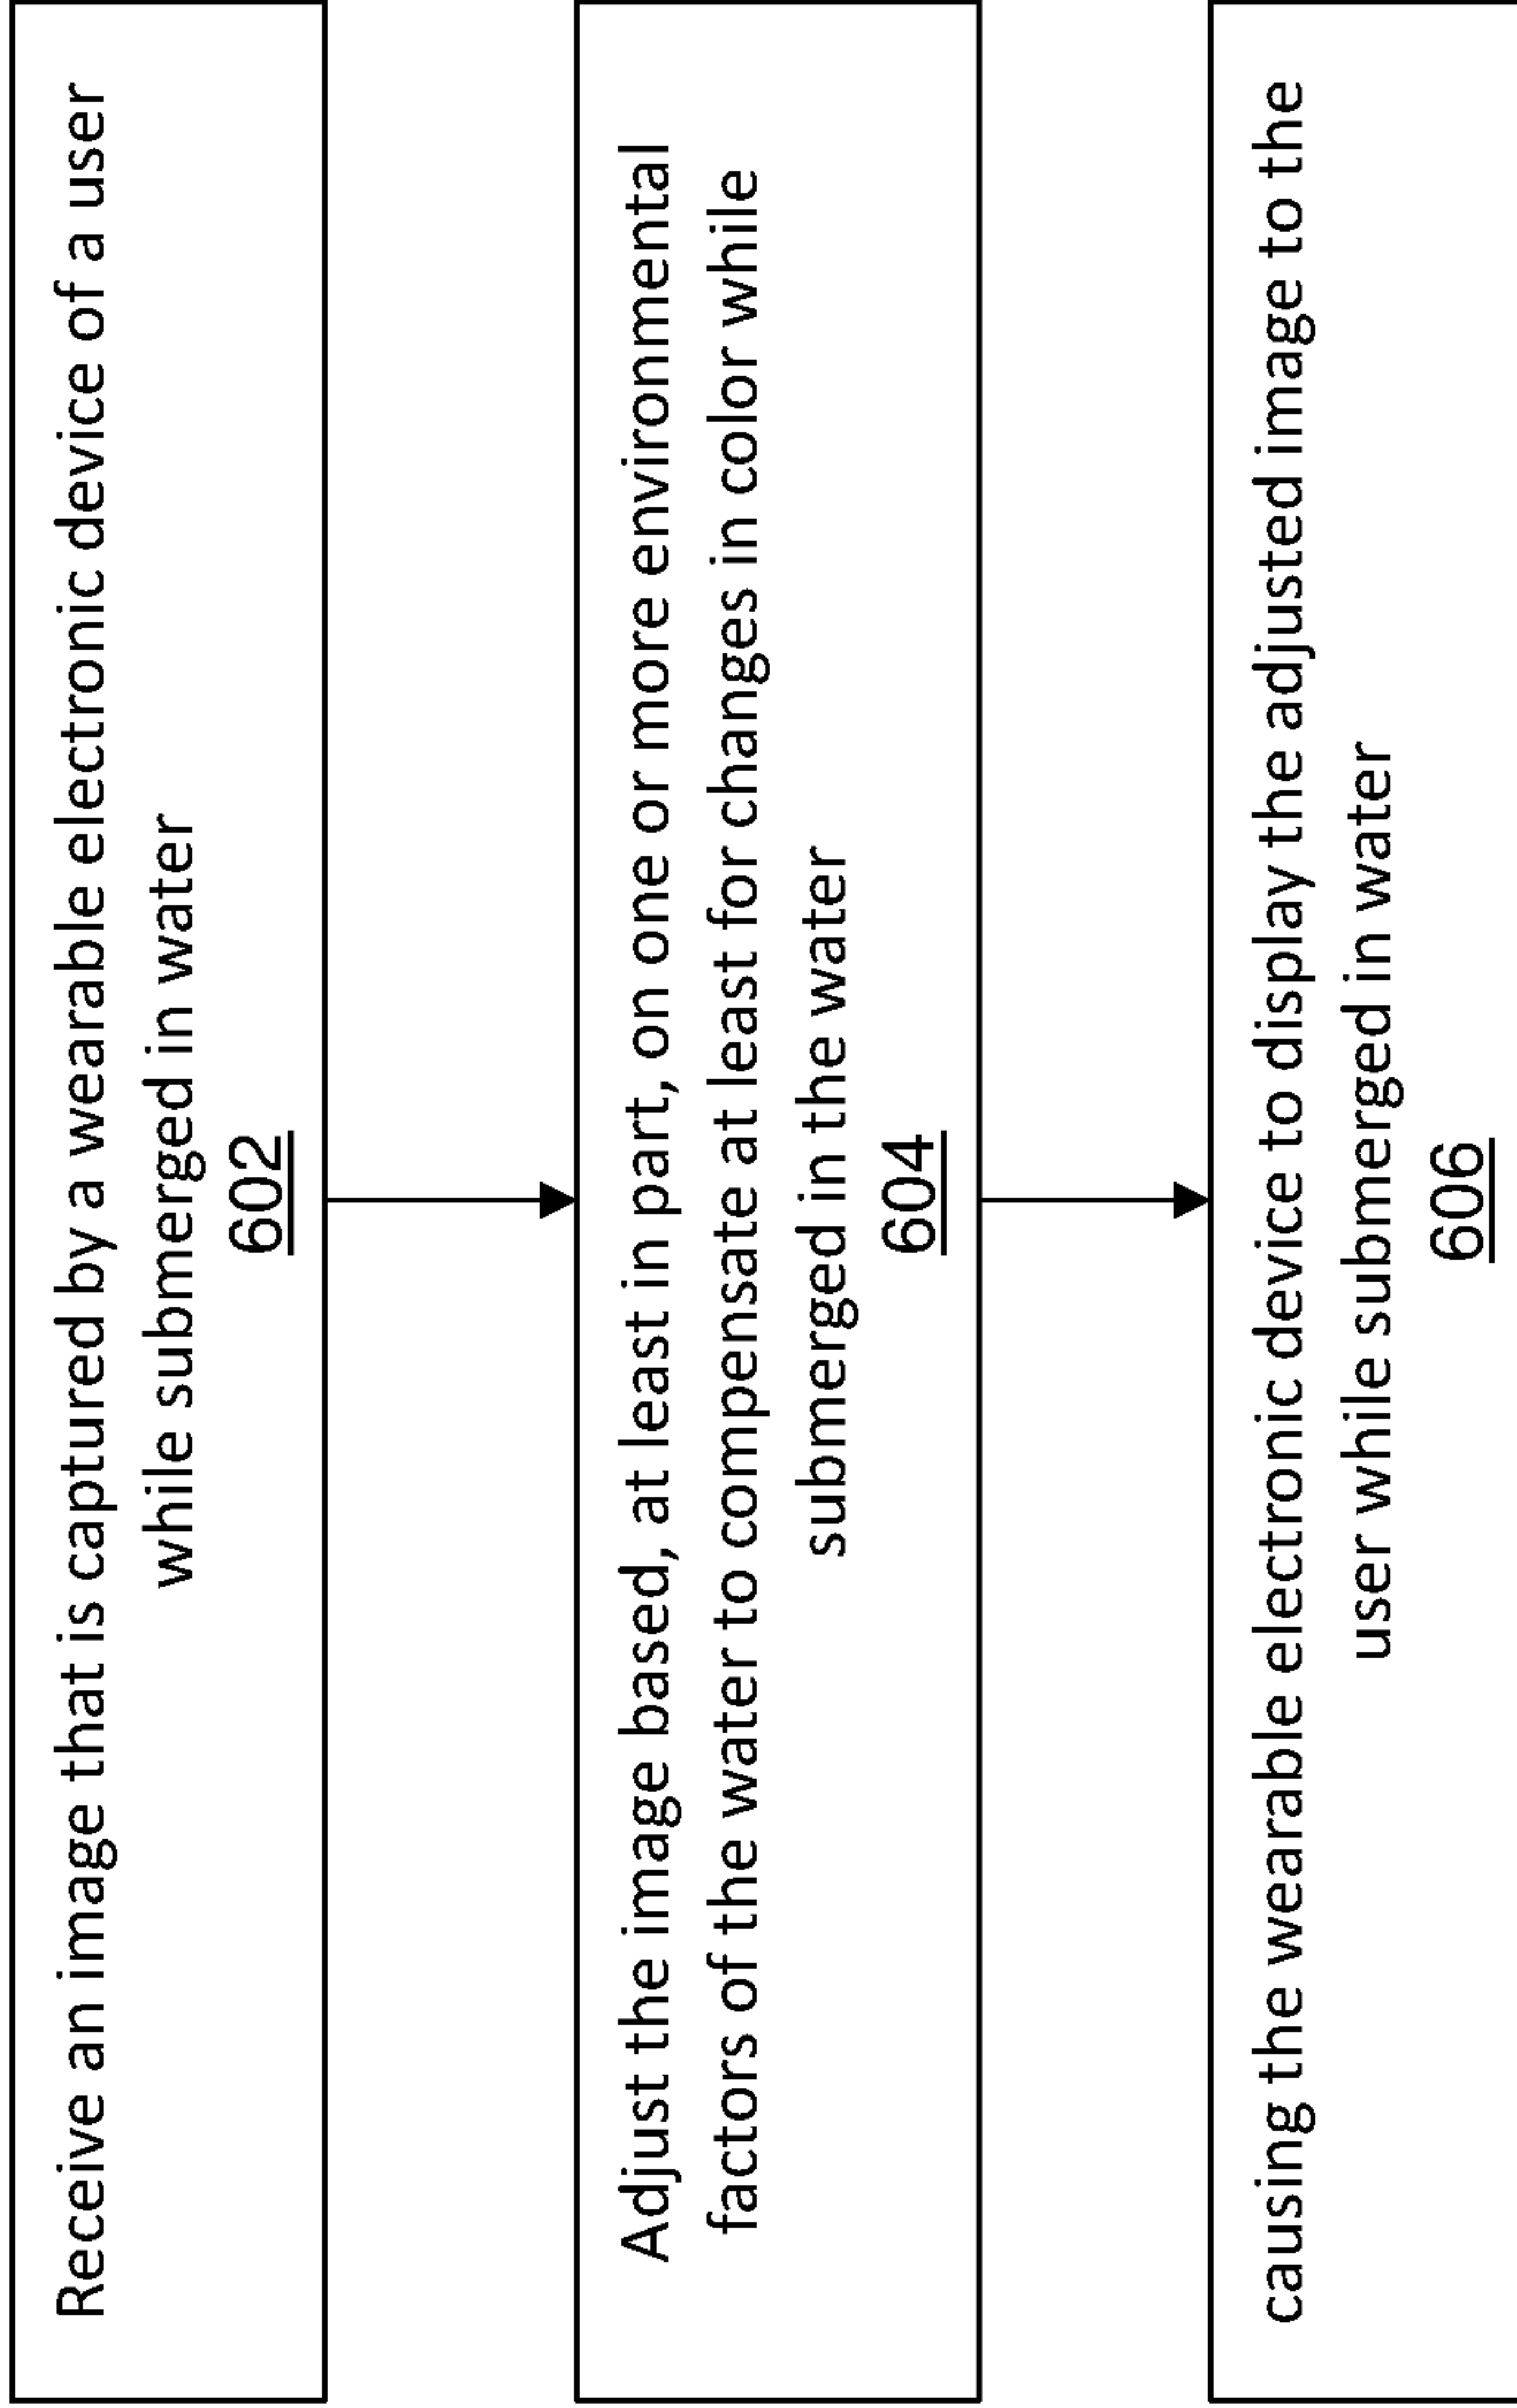 Receive an image that is captured by a wearable electronic device of a user
while submerged in water
602
Adjust the image based, at least in part, on one or more environmental
factors of the water to compensate at least for changes in color while
submerged in the water
604
causing the wearable electronic device to display the adjusted image to the
user while submerged in water
606